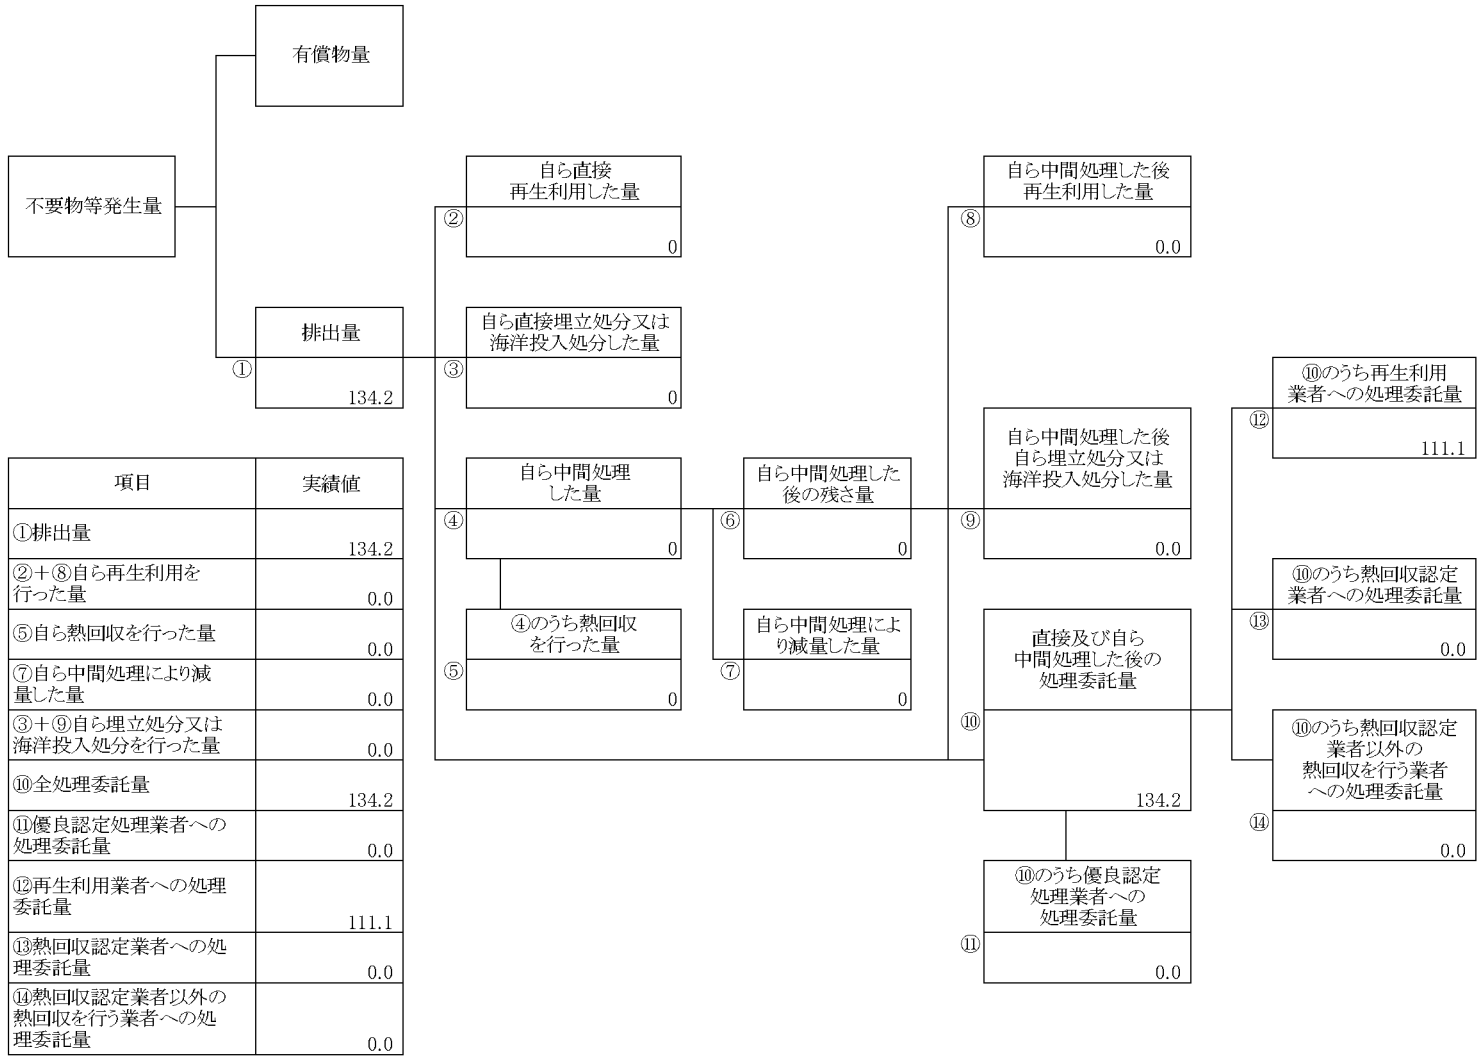 有償物量
不要物等発生量
排出量
①
134.2
自ら直接
再生利用した量
②
0
自ら直接埋立処分又は
海洋投入処分した量
③
0
自ら中間処理
した量
④
0
④のうち熱回収
を行った量
⑤
0
自ら中間処理した
後の残さ量
⑥
0
自ら中間処理によ
り減量した量
⑦
0
自ら中間処理した後
再生利用した量
⑧
0.0
自ら中間処理した後
自ら埋立処分又は
海洋投入処分した量
⑨
0.0
直接及び自ら
中間処理した後の
処理委託量
⑩
134.2
⑩のうち優良認定
処理業者への
処理委託量
⑪
0.0
⑩のうち再生利用
業者への処理委託量
⑫
111.1
⑩のうち熱回収認定
業者への処理委託量
⑬
0.0
⑩のうち熱回収認定
業者以外の
熱回収を行う業者
への処理委託量
⑭
0.0
項目 実績値
①排出量
134.2
②＋⑧自ら再生利用を
行った量
0.0
⑤自ら熱回収を行った量
0.0
⑦自ら中間処理により減
量した量
0.0
③＋⑨自ら埋立処分又は
海洋投入処分を行った量
0.0
⑩全処理委託量
134.2
⑪優良認定処理業者への
処理委託量
0.0
⑫再生利用業者への処理
委託量
111.1
⑬熱回収認定業者への処
理委託量
0.0
⑭熱回収認定業者以外の
熱回収を行う業者への処
理委託量
0.0